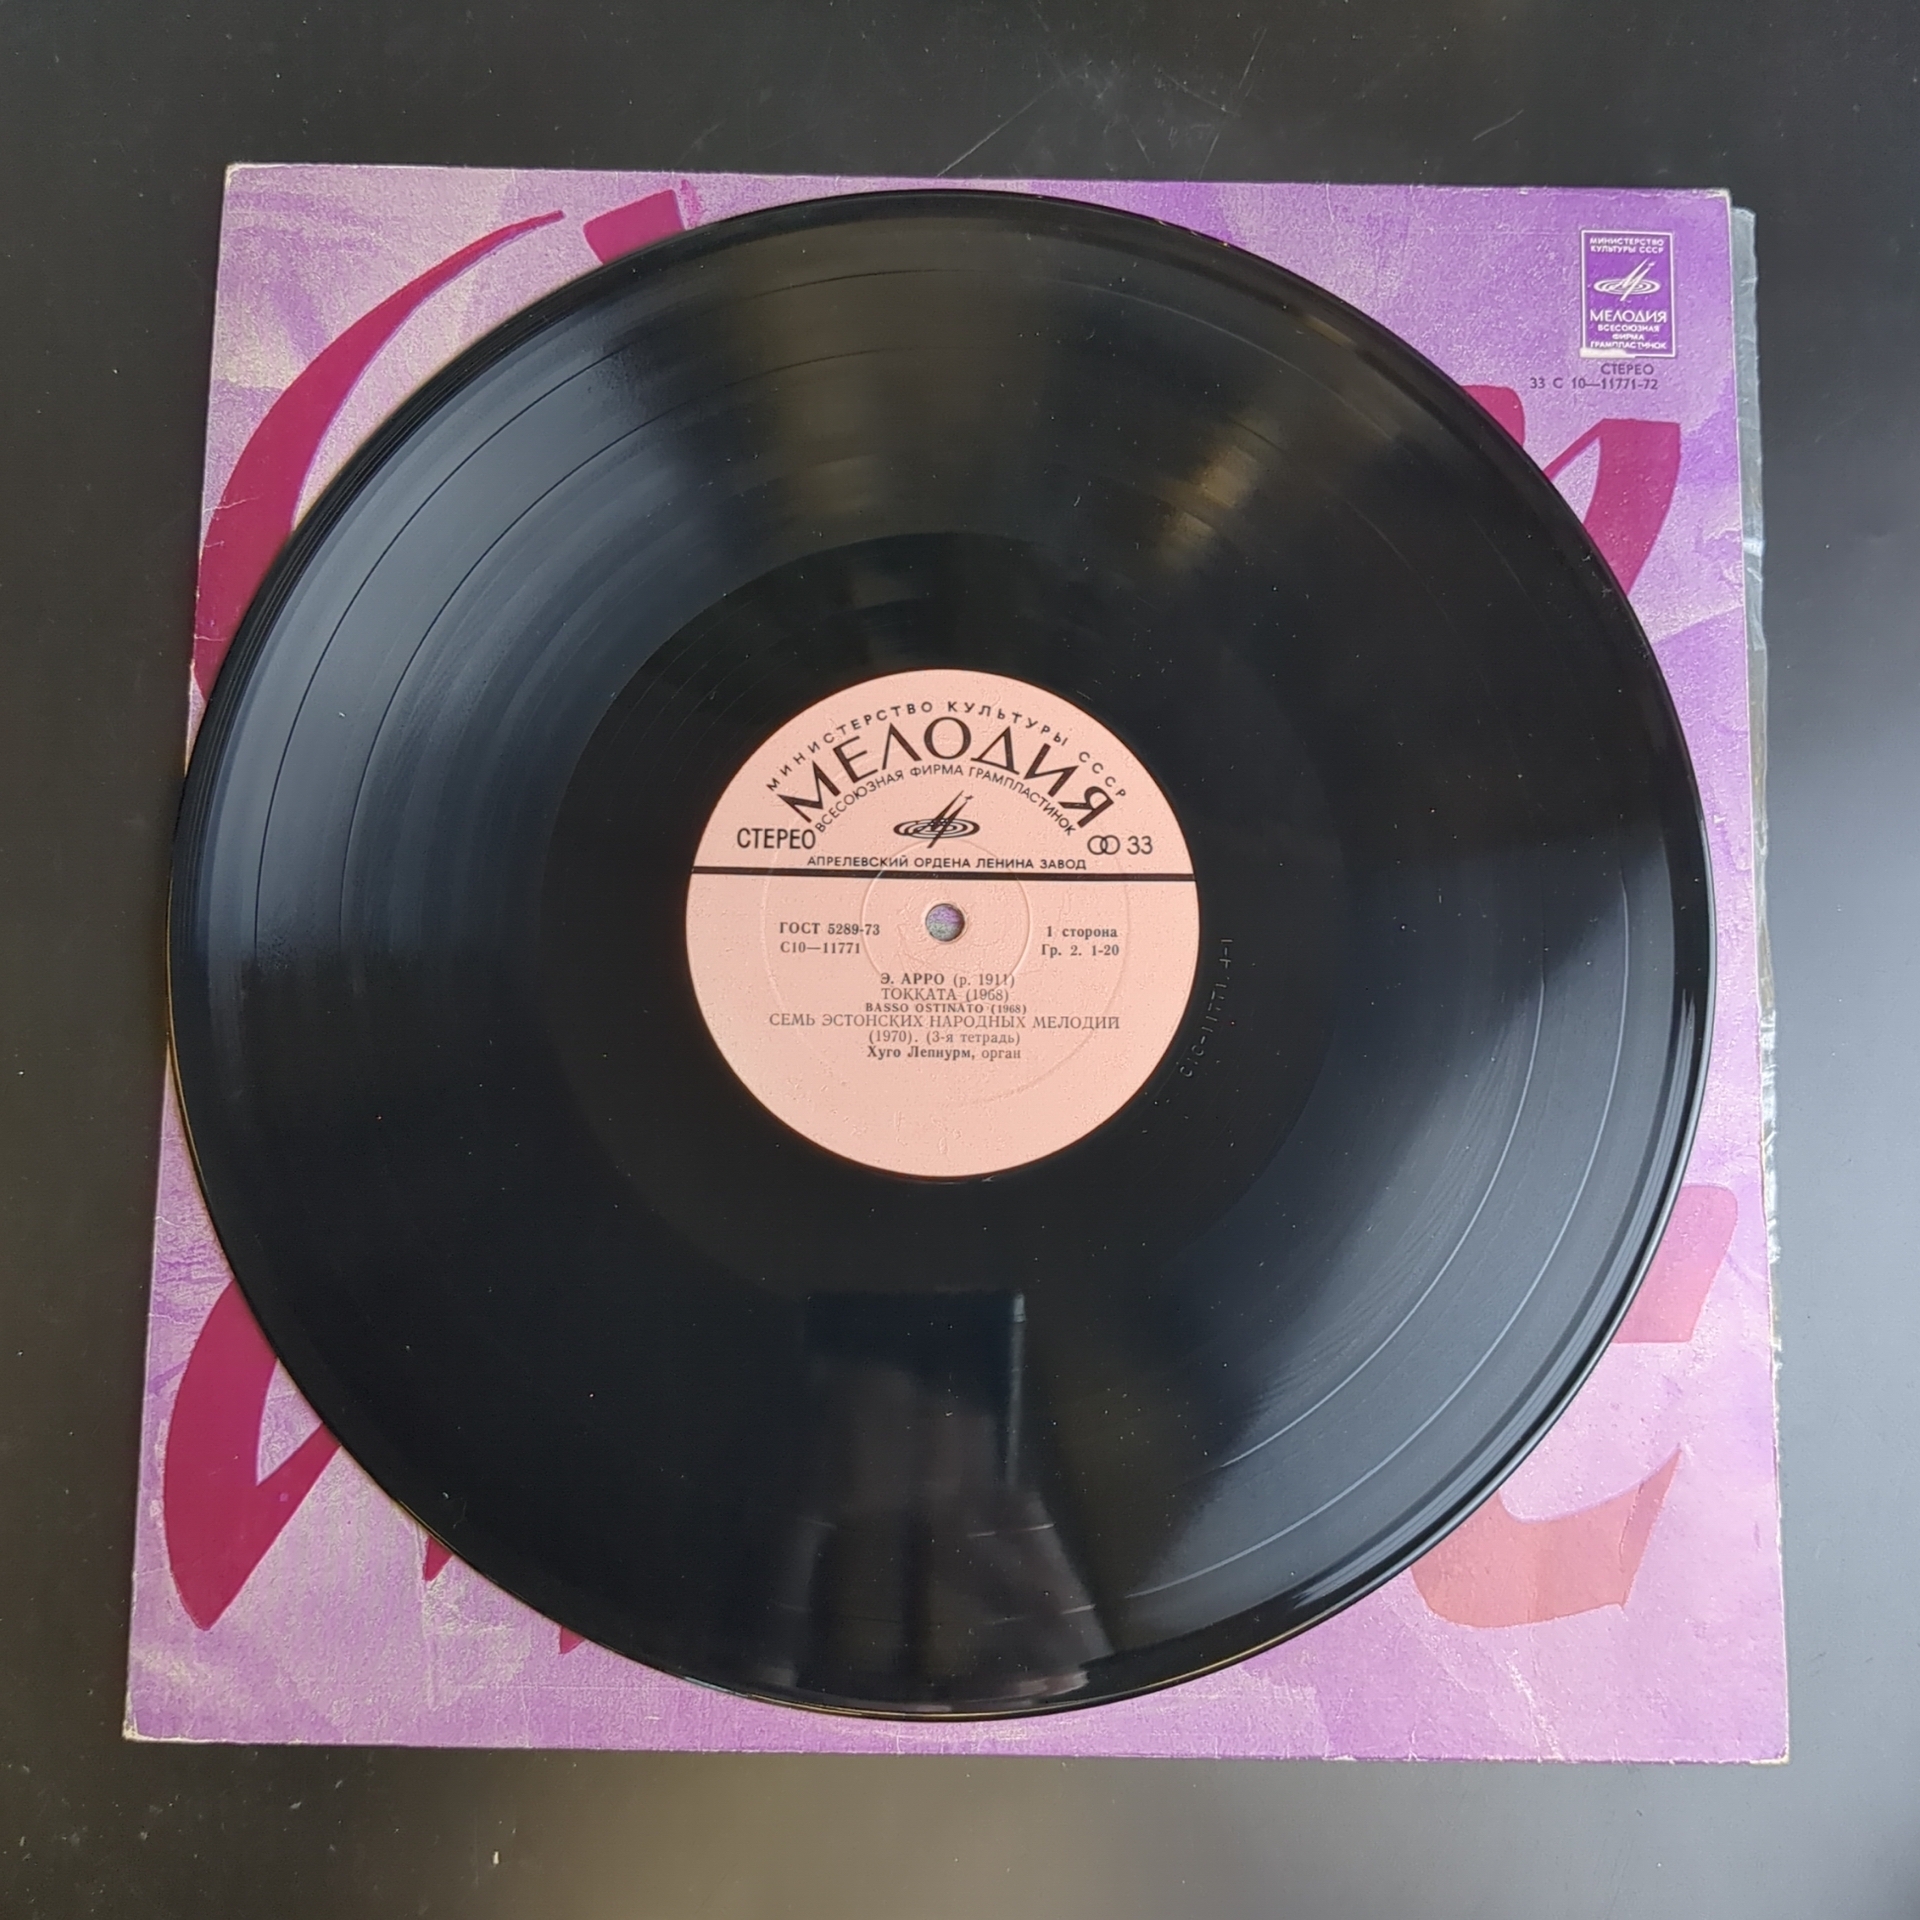 МИНИСТЕРСТВО
КУЛЬТУРЫ СССР
МЕЛОДИЯ
ВСЕСОЮЗНАЯ
ФИРМА
ГРАМПЛАСТИНОК
СТЕРЕО
33 С 10—11771-72
МИНИСТЕРСТВО КУЛЬТУРЫ СССР
МЕЛОДИЯ
ВСЕСОЮЗНАЯ ФИРМА ГРАМПЛАСТИНОК
СТЕРЕО
33
АПРЕЛЕВСКИЙ ОРДЕНА ЛЕНИНА ЗАВОД
ГОСТ 5289-73
С10—11771
1 сторона
Гр. 2. 1-20
Э. АРРО (р. 1911)
ТОККАТА (1968)
BASSO OSTINATO (1968)
СЕМЬ ЭСТОНСКИХ НАРОДНЫХ МЕЛОДИЙ
(1970). (3-я тетрадь)
Хуго Лепнурм, орган